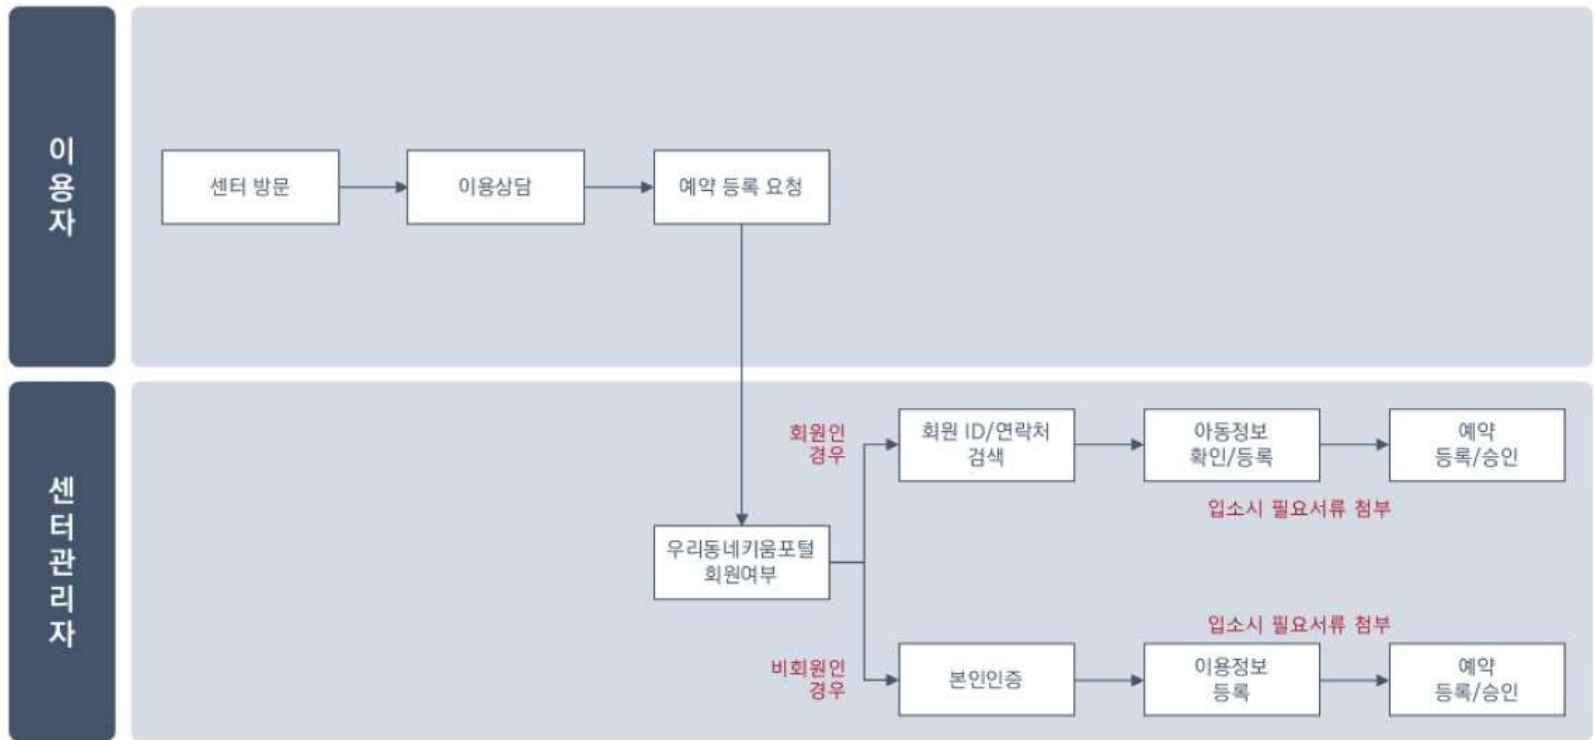 이용자
센터 방문
이용상담
예약 등록 요청
센터관리자
우리동네키움포털
회원여부
회원인
경우
회원 ID/연락처
검색
아동정보
확인/등록
예약
등록/승인
입소시 필요서류 첨부
비회원인
경우
본인인증
입소시 필요서류 첨부
이용정보
등록
예약
등록/승인